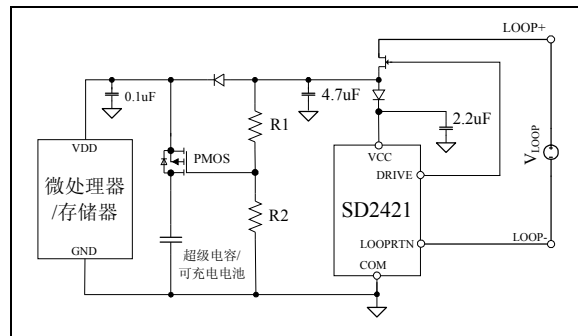 LOOP+
0.1uF
4.7uF
2.2uF
R1
VDD
PMOS
VCC
DRIVE
VLOOP
微处理器
/存储器
R2
SD2421
超级电容/
可充电电池
LOOPRTN
LOOP-
GND
COM